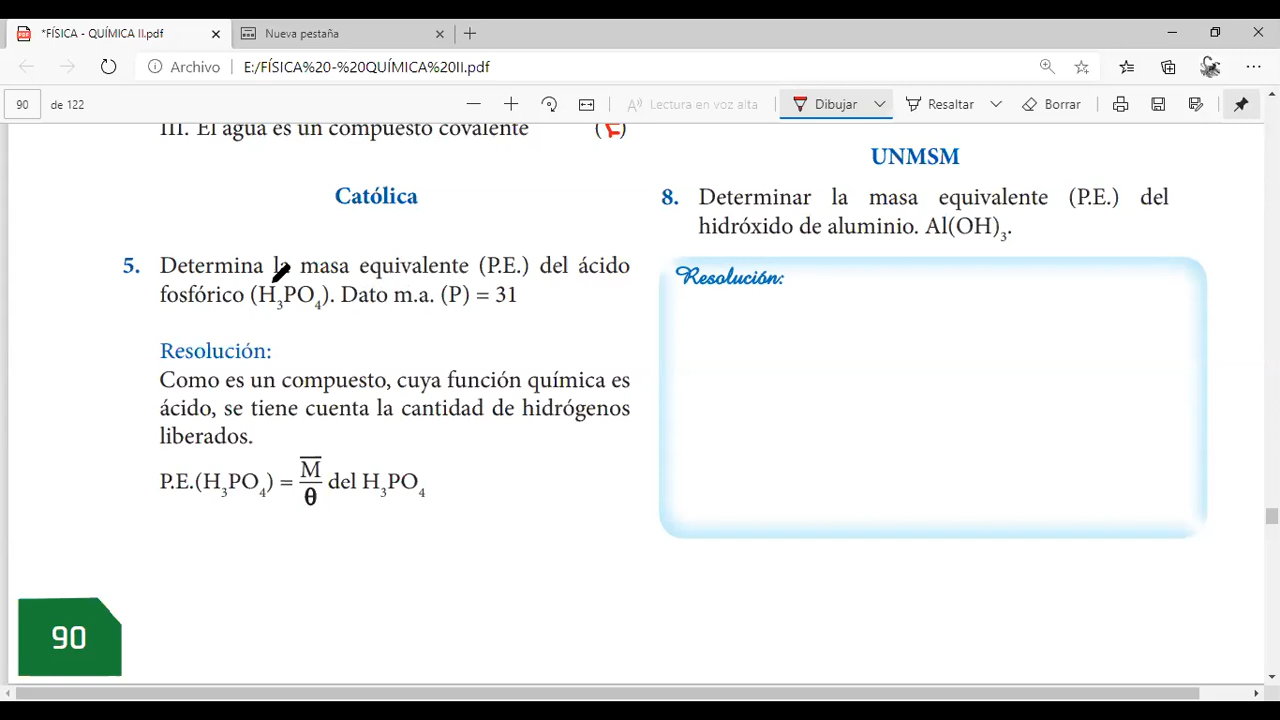 *FÍSICA - QUÍMICA II.pdf
Nueva pestaña
Archivo
E:/FÍSICA%20-%20QUÍMICA%20II.pdf
90
de 122
Lectura en voz alta
Dibujar
Resaltar
Borrar
III. El agua es un compuesto covalente ( )
Católica
5. Determina la masa equivalente (P.E.) del ácido
fosfórico (H₃PO₄). Dato m.a. (P) = 31
Resolución:
Como es un compuesto, cuya función química es
ácido, se tiene cuenta la cantidad de hidrógenos
liberados.
P.E.(H₃PO₄) = M̅/θ del H₃PO₄
UNMSM
8. Determinar la masa equivalente (P.E.) del
hidróxido de aluminio. Al(OH)₃.
Resolución:
90